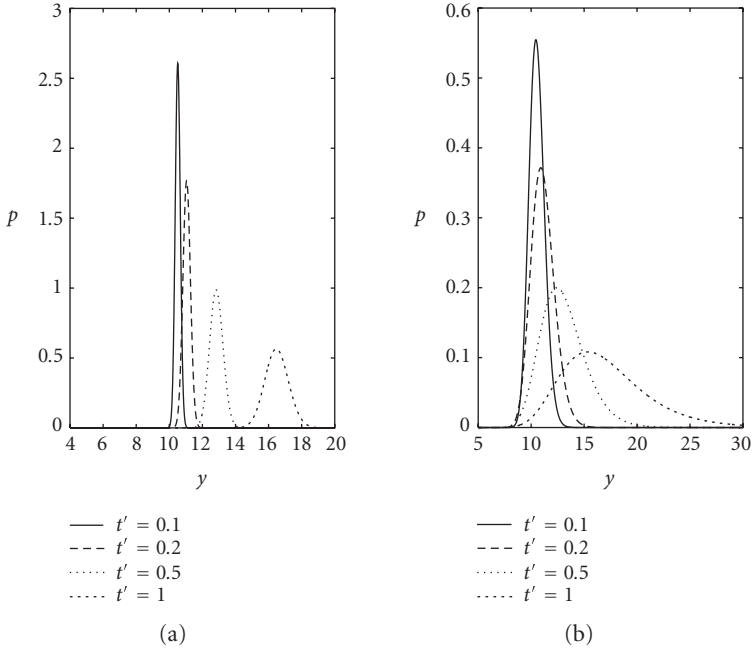 3
2.5
2
p
1.5
1
0.5
0
4 6 8 10 12 14 16 18 20
y
t′ = 0.1
t′ = 0.2
t′ = 0.5
t′ = 1
(a)
0.6
0.5
0.4
p
0.3
0.2
0.1
0
5 10 15 20 25 30
y
t′ = 0.1
t′ = 0.2
t′ = 0.5
t′ = 1
(b)